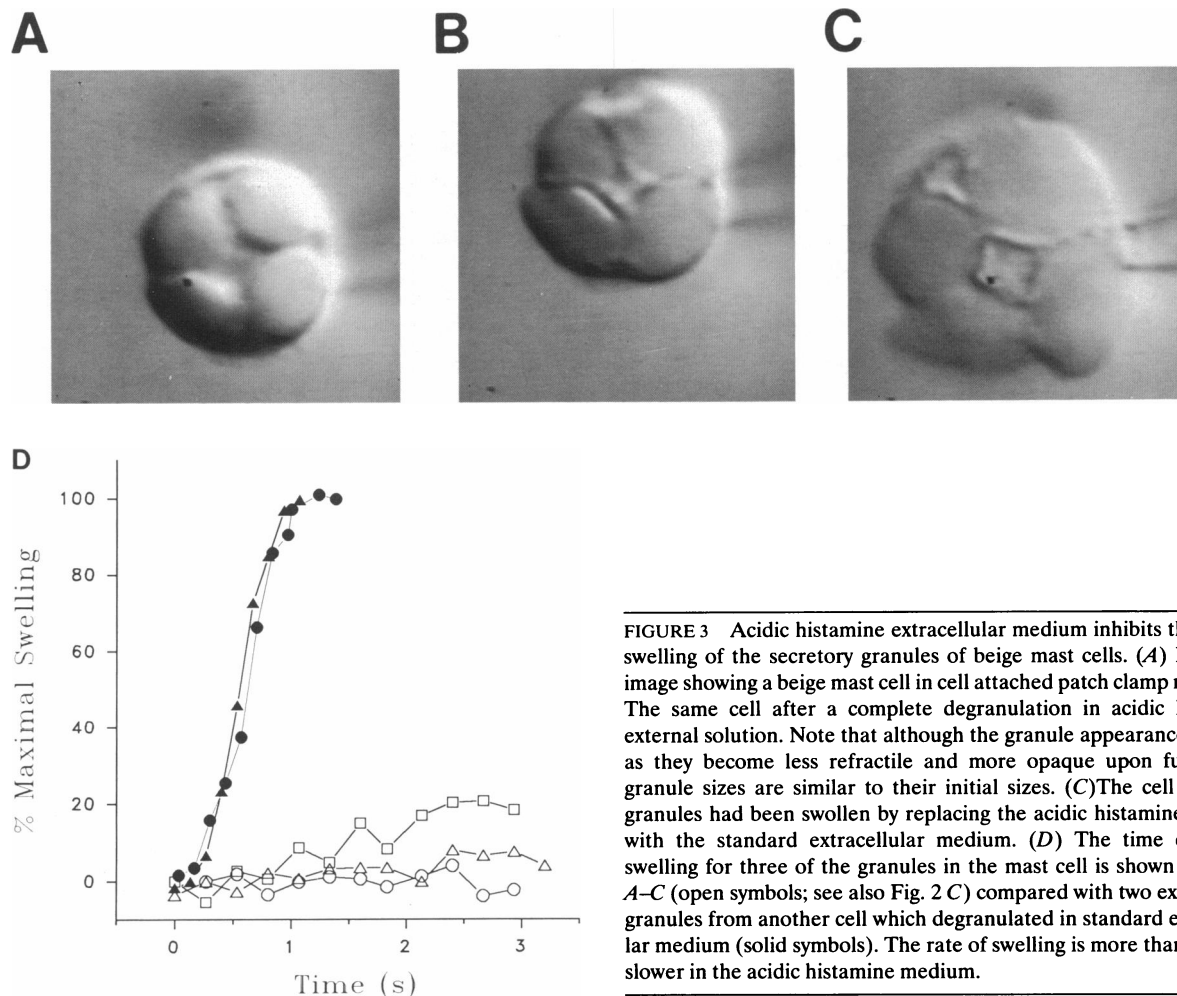 A
B
C
D
100
80
60
40
20
0
% Maximal Swelling
0
1
2
3
Time (s)
FIGURE 3 Acidic histamine extracellular medium inhibits
swelling of the secretory granules of beige mast cells. (A)
image showing a beige mast cell in cell attached patch clamp
The same cell after a complete degranulation in acidic
external solution. Note that although the granule appearance
as they become less refractile and more opaque upon
granule sizes are similar to their initial sizes. (C)The cell
granules had been swollen by replacing the acidic histamine
with the standard extracellular medium. (D) The time
swelling for three of the granules in the mast cell is shown
A–C (open symbols; see also Fig. 2 C) compared with two
granules from another cell which degranulated in standard
lar medium (solid symbols). The rate of swelling is more than
slower in the acidic histamine medium.